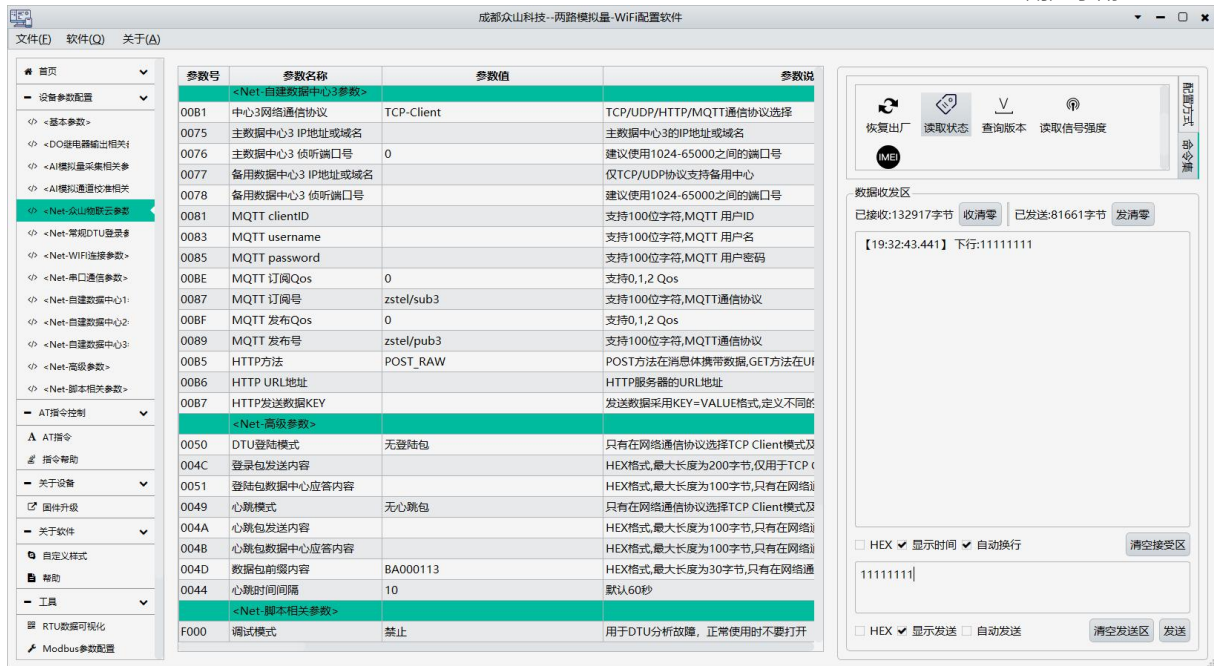 成都众山科技--两路模拟量-WiFi配置软件
文件(F) 软件(Q) 关于(A)
首页
设备参数配置
</> <基本参数>
</> <DO继电器输出相关
</> <AI模拟量采集相关参
</> <AI模拟通道校准相关
</> <Net-众山物联云参数
</> <Net-常规DTU登录
</> <Net-WIFI连接参数>
</> <Net-串口通信参数>
</> <Net-自建数据中心1
</> <Net-自建数据中心2
</> <Net-自建数据中心3
</> <Net-高级参数>
</> <Net-脚本相关参数>
AT指令控制
A AT指令
指令帮助
关于设备
固件升级
关于软件
自定义样式
帮助
工具
RTU数据可视化
Modbus参数配置
参数号 参数名称 参数值 参数说
<Net-自建数据中心3参数>
00B1 中心3网络通信协议 TCP-Client TCP/UDP/HTTP/MQTT通信协议选择
0075 主数据中心3 IP地址或域名 主数据中心3的IP地址或域名
0076 主数据中心3 侦听端口号 0 建议使用1024-65000之间的端口号
0077 备用数据中心3 IP地址或域名 仅TCP/UDP协议支持备用中心
0078 备用数据中心3 侦听端口号 建议使用1024-65000之间的端口号
0081 MQTT clientID 支持100位字符,MQTT 用户ID
0083 MQTT username 支持100位字符,MQTT 用户名
0085 MQTT password 支持100位字符,MQTT 用户密码
00BE MQTT 订阅Qos 0 支持0,1,2 Qos
0087 MQTT 订阅号 zstel/sub3 支持100位字符,MQTT通信协议
00BF MQTT 发布Qos 0 支持0,1,2 Qos
0089 MQTT 发布号 zstel/pub3 支持100位字符,MQTT通信协议
00B5 HTTP方法 POST_RAW POST方法在消息体携带数据,GET方法在UR
00B6 HTTP URL地址 HTTP服务器的URL地址
00B7 HTTP发送数据KEY 发送数据采用KEY=VALUE格式,定义不同的
<Net-高级参数>
0050 DTU登陆模式 无登陆包 只有在网络通信协议选择TCP Client模式及
004C 登录包发送内容 HEX格式,最大长度为200字节,仅用于TCP
0051 登陆包数据中心应答内容 HEX格式,最大长度为100字节,只有在网络通
0049 心跳模式 无心跳包 只有在网络通信协议选择TCP Client模式及
004A 心跳包发送内容 HEX格式,最大长度为100字节,只有在网络通
004B 心跳包数据中心应答内容 HEX格式,最大长度为100字节,只有在网络通
004D 数据包前缀内容 BA000113 HEX格式,最大长度为30字节,只有在网络通
0044 心跳时间间隔 10 默认60秒
<Net-脚本相关参数>
F000 调试模式 禁止 用于DTU分析故障，正常使用时不要打开
恢复出厂 读取状态 查询版本 读取信号强度
IMEI
配置方式
命令集
数据收发区
已接收:132917字节 收清零 已发送:81661字节 发清零
【19:32:43.441】下行:11111111
HEX 显示时间 自动换行 清空接受区
11111111
HEX 显示发送 自动发送 清空发送区 发送